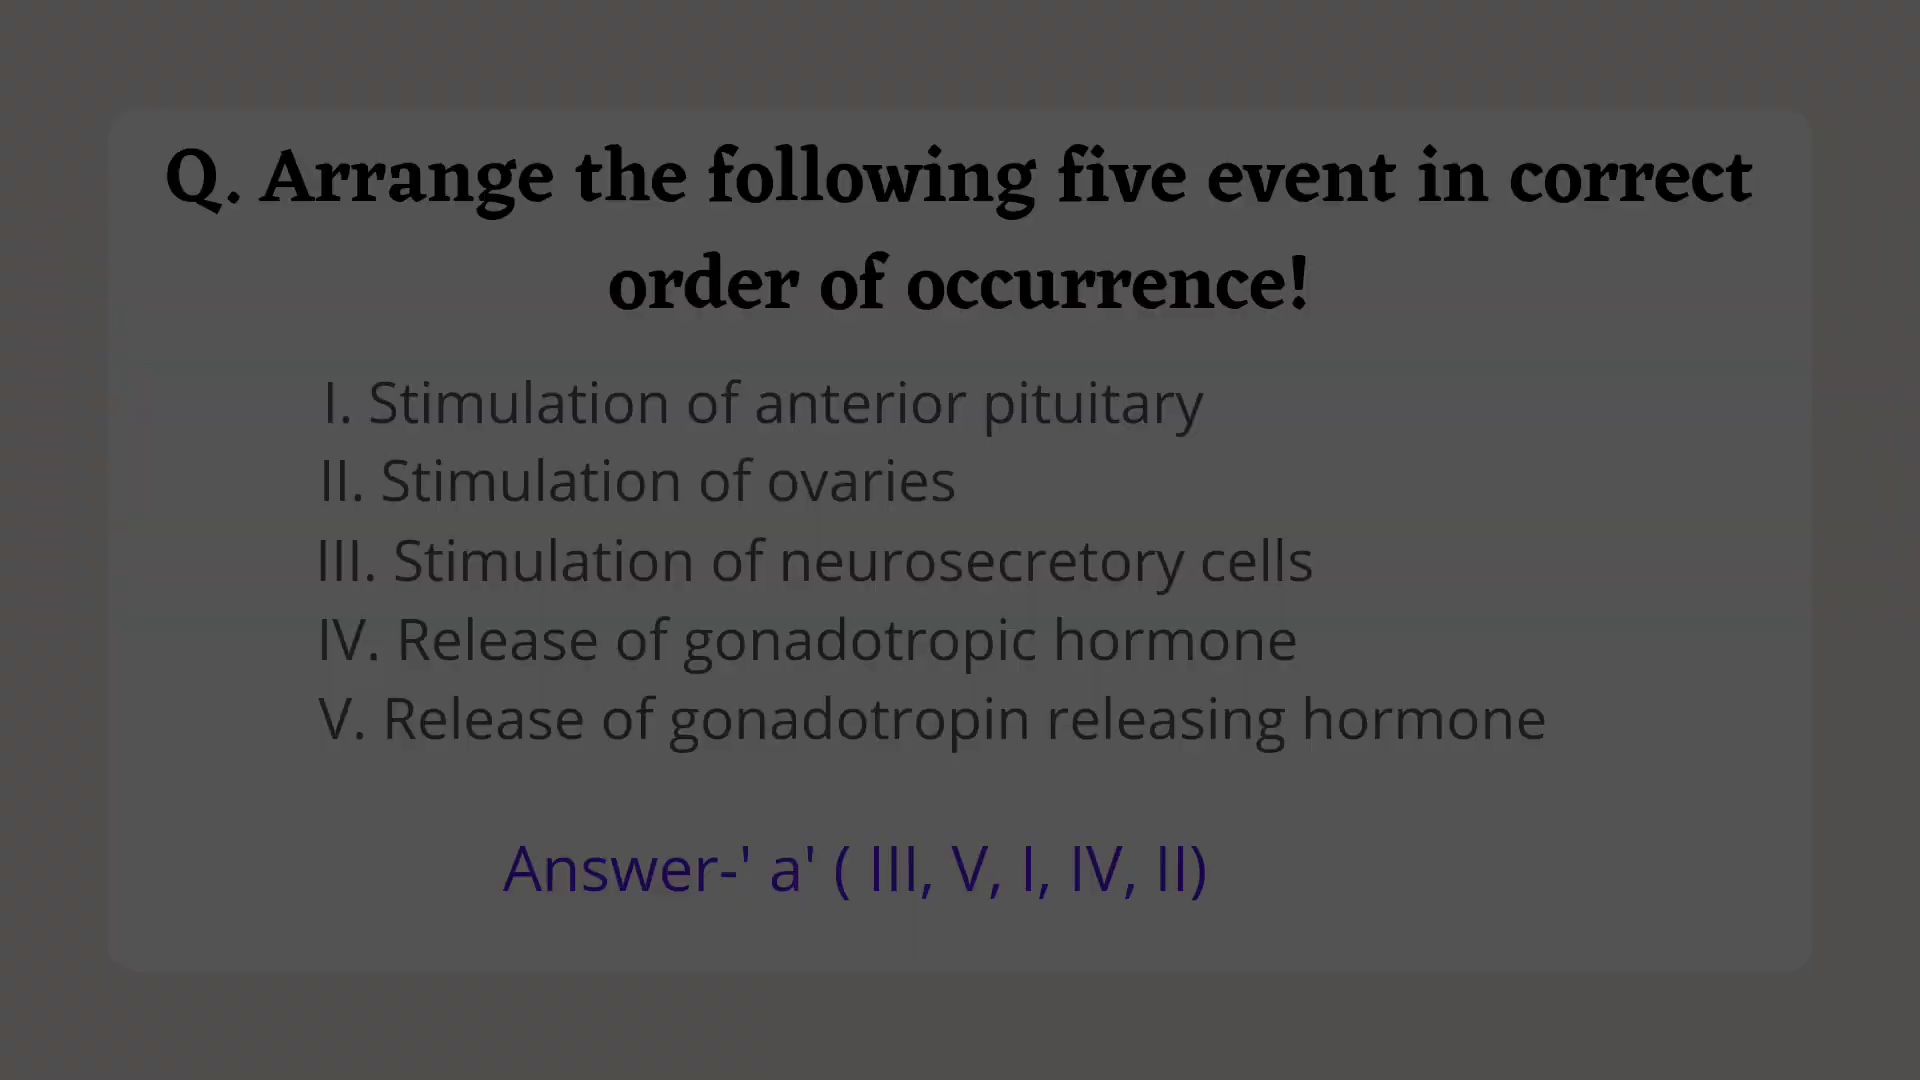 Q. Arrange the following five event in correct
order of occurrence!
I. Stimulation of anterior pituitary
II. Stimulation of ovaries
III. Stimulation of neurosecretory cells
IV. Release of gonadotropic hormone
V. Release of gonadotropin releasing hormone
Answer-' a' ( III, V, I, IV, II)